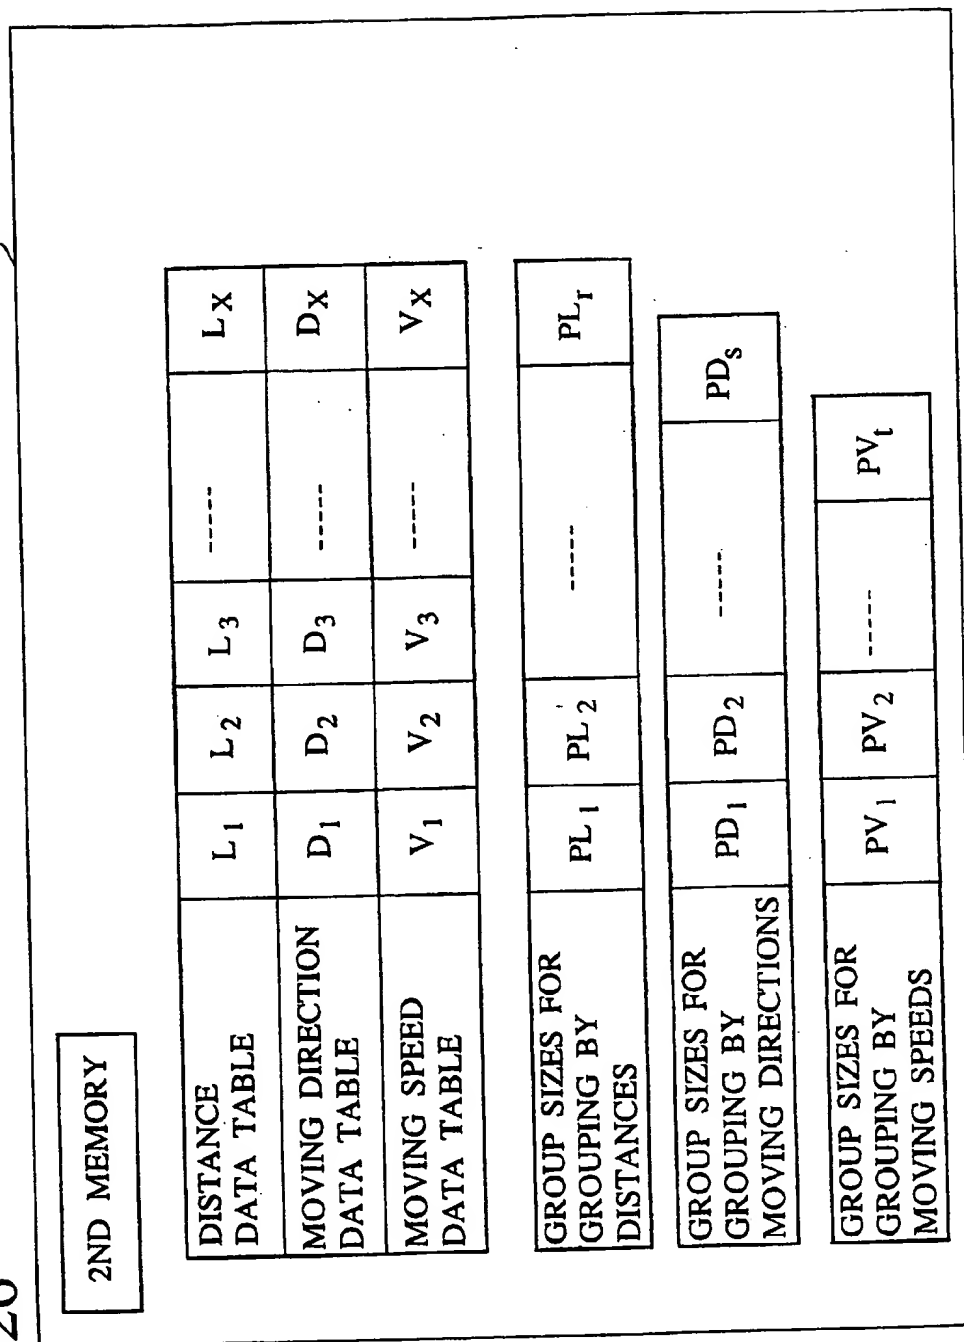 2ND MEMORY
DISTANCE
DATA TABLE
L1 L2 L3 ----- LX
MOVING DIRECTION
DATA TABLE
D1 D2 D3 ----- DX
MOVING SPEED
DATA TABLE
V1 V2 V3 ----- VX
GROUP SIZES FOR
GROUPING BY
DISTANCES
PL1 PL2 ----- PLr
GROUP SIZES FOR
GROUPING BY
MOVING DIRECTIONS
PD1 PD2 ----- PDs
GROUP SIZES FOR
GROUPING BY
MOVING SPEEDS
PV1 PV2 ----- PVt